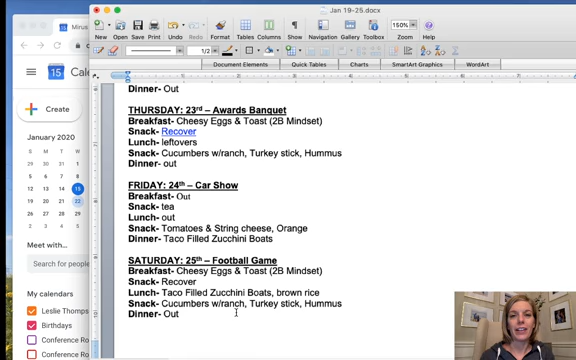 Jan 19-25.docx
Mirus
150%
New Open Save Print Format Tables Columns Show Navigation Gallery Toolbox Zoom Help
1/2
Document Elements Quick Tables Charts SmartArt Graphics WordArt
Dinner- Out
THURSDAY: 23rd – Awards Banquet
Breakfast- Cheesy Eggs & Toast (2B Mindset)
Snack- Recover
Lunch- leftovers
Snack- Cucumbers w/ranch, Turkey stick, Hummus
Dinner- out
FRIDAY: 24th – Car Show
Breakfast- Out
Snack- tea
Lunch- out
Snack- Tomatoes & String cheese, Orange
Dinner- Taco Filled Zucchini Boats
SATURDAY: 25th – Football Game
Breakfast- Cheesy Eggs & Toast (2B Mindset)
Snack- Recover
Lunch- Taco Filled Zucchini Boats, brown rice
Snack- Cucumbers w/ranch, Turkey stick, Hummus
Dinner- Out
15 Cal
Create
January 2020
S M T
29 30 31
5 6 7
12 13 14 15
19 20 21 22
26 27 28
2 3 4
Meet with...
Search for people
My calendars
Leslie Thomps
Birthdays
Conference Ro
Conference Ro